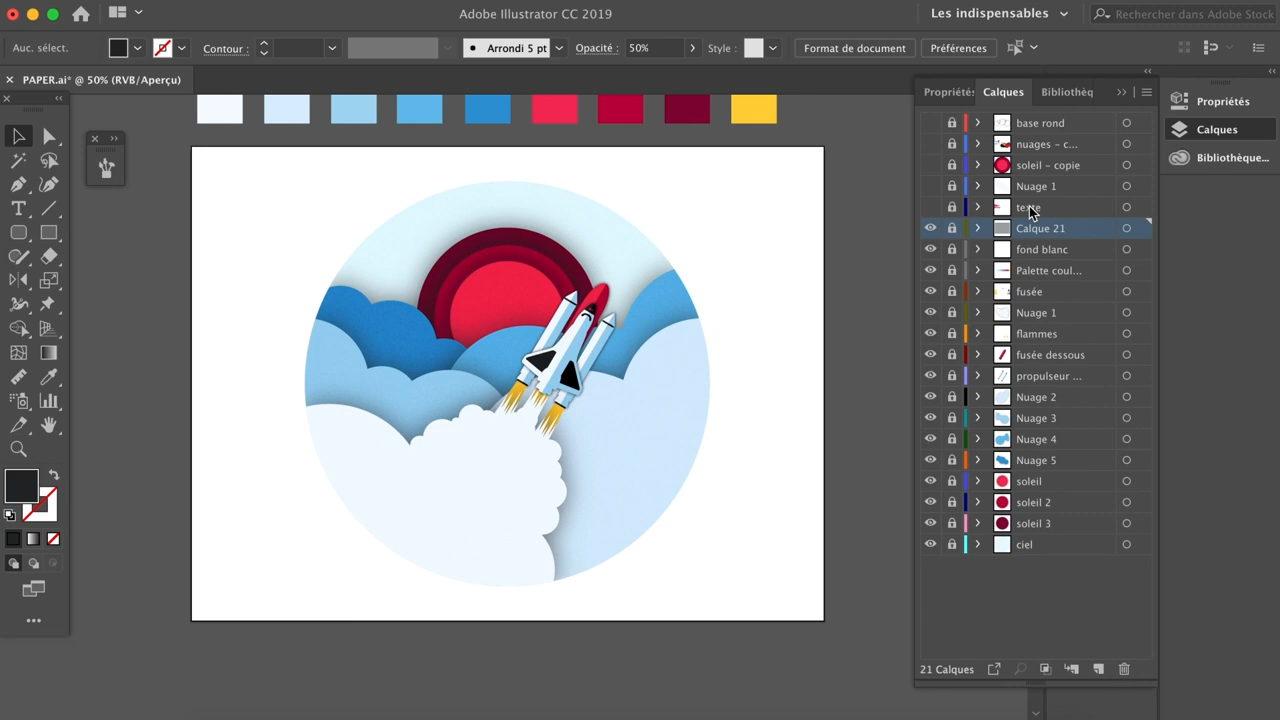 Adobe Illustrator CC 2019
Les indispensables
Rechercher dans Adobe Stock
Auc. sélect.
Contour :
Arrondi 5 pt
Opacité :
50%
Style :
Format de document
Préférences
PAPER.ai* @ 50% (RVB/Aperçu)
Propriétés
Calques
Bibliothèq
base rond
nuages - c...
soleil - copie
Nuage 1
texte
Calque 21
fond blanc
Palette coul...
fusée
Nuage 1
flammes
fusée dessous
propulseur ...
Nuage 2
Nuage 3
Nuage 4
Nuage 5
soleil
soleil 2
soleil 3
ciel
21 Calques
Propriétés
Calques
Bibliothèque...